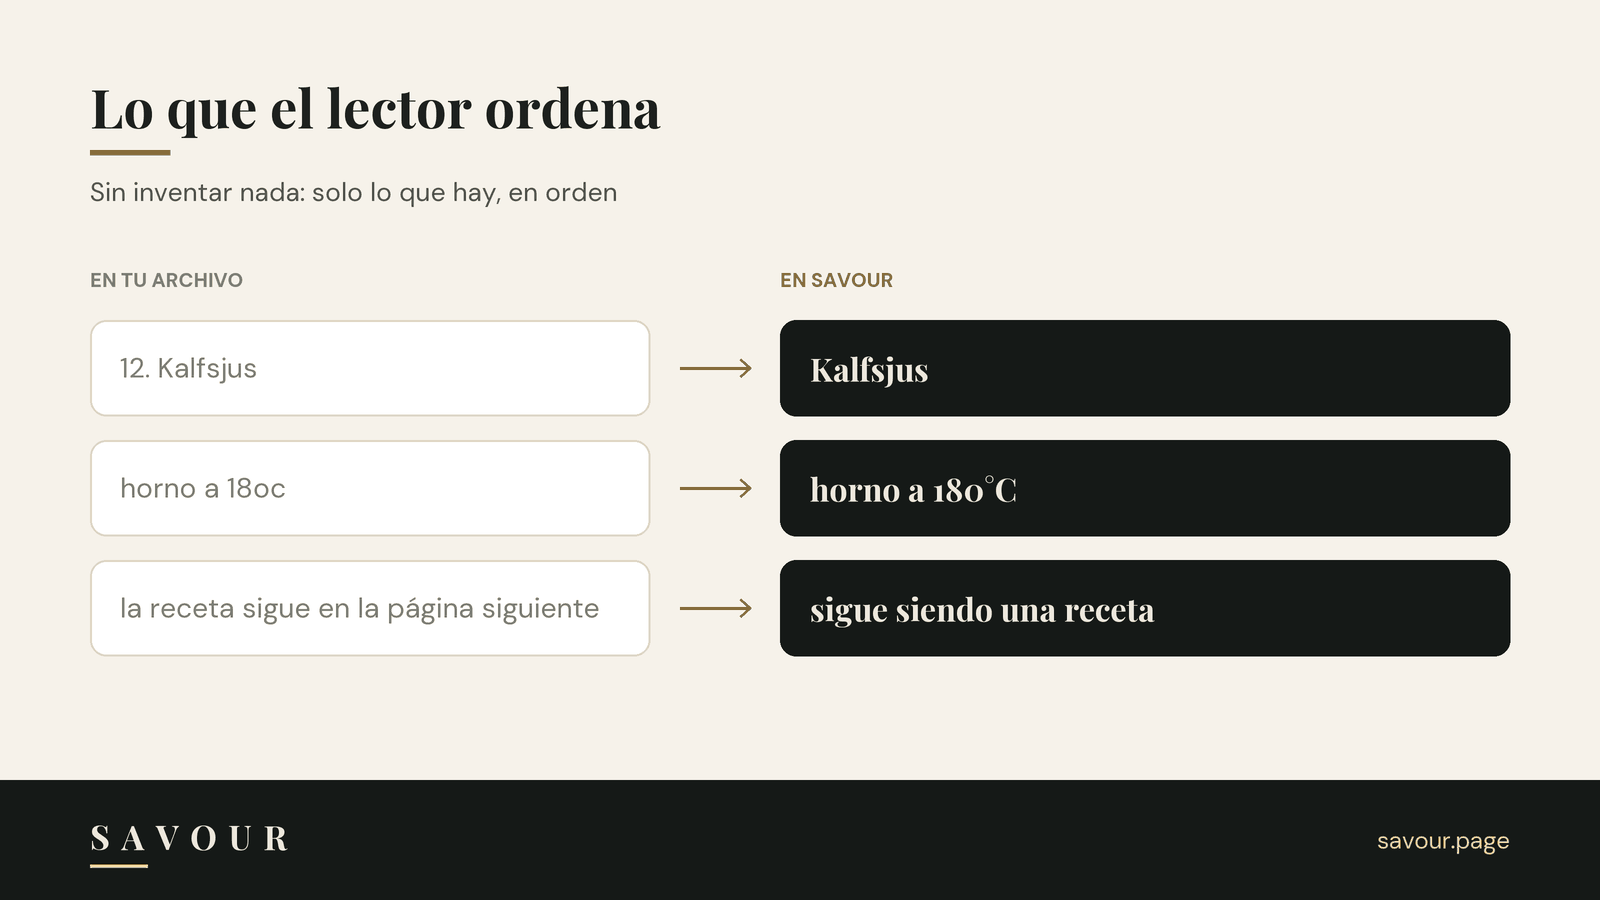 Lo que el lector ordena
Sin inventar nada: solo lo que hay, en orden
EN TU ARCHIVO
EN SAVOUR
12. Kalfsjus
Kalfsjus
horno a 18oc
horno a 180°C
la receta sigue en la página siguiente
sigue siendo una receta
SAVOUR
savour.page